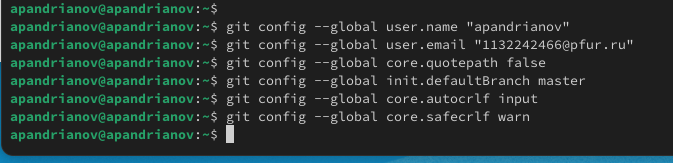 apandrianov@apandrianov:~$
apandrianov@apandrianov:~$ git config --global user.name "apandrianov"
apandrianov@apandrianov:~$ git config --global user.email "1132242466@pfur.ru"
apandrianov@apandrianov:~$ git config --global core.quotepath false
apandrianov@apandrianov:~$ git config --global init.defaultBranch master
apandrianov@apandrianov:~$ git config --global core.autocrlf input
apandrianov@apandrianov:~$ git config --global core.safecrlf warn
apandrianov@apandrianov:~$